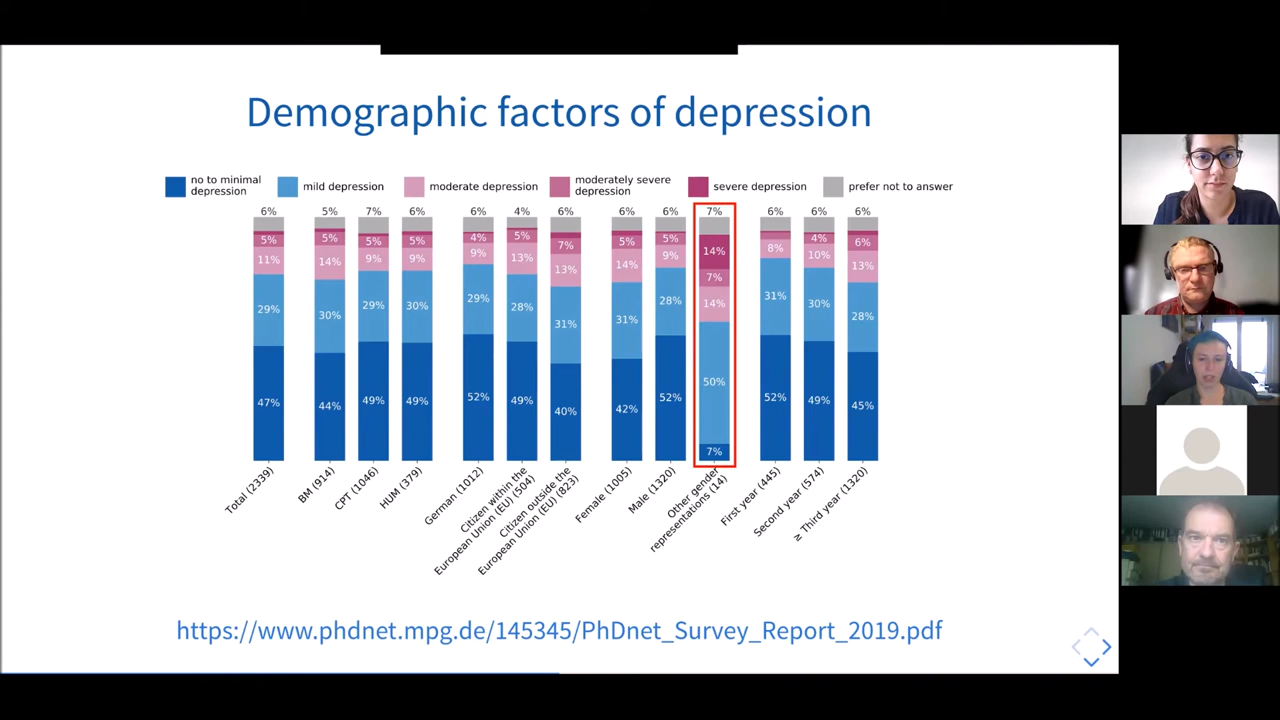 Demographic factors of depression
no to minimal
depression
mild depression
moderate depression
moderately severe
depression
severe depression
prefer not to answer
6% 5% 7% 6% 6% 4% 6% 6% 6% 7% 6% 6% 6%
5% 5% 5% 5% 4% 5% 7% 5% 5% 14% 4% 6%
7%
11% 14% 9% 9% 9% 13% 13% 14% 9% 14% 8% 10% 13%
29% 30% 29% 30% 29% 28% 31% 31% 28% 50% 31% 30% 28%
47% 44% 49% 49% 52% 49% 40% 42% 52% 7% 52% 49% 45%
Total (2339)
BM (914)
CPT (1046)
HUM (379)
German (1012)
Citizen within the
European Union (EU) (504)
Citizen outside the
European Union (EU) (823)
Female (1005)
Male (1320)
Other gender
representations (14)
First year (445)
Second year (574)
≥ Third year (1320)
https://www.phdnet.mpg.de/145345/PhDnet_Survey_Report_2019.pdf